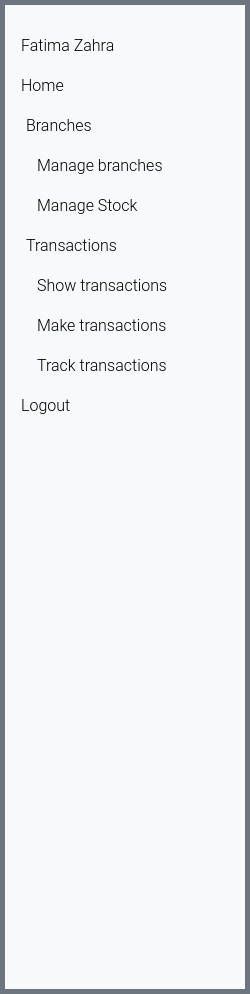 Fatima Zahra
Home
Branches
Manage branches
Manage Stock
Transactions
Show transactions
Make transactions
Track transactions
Logout